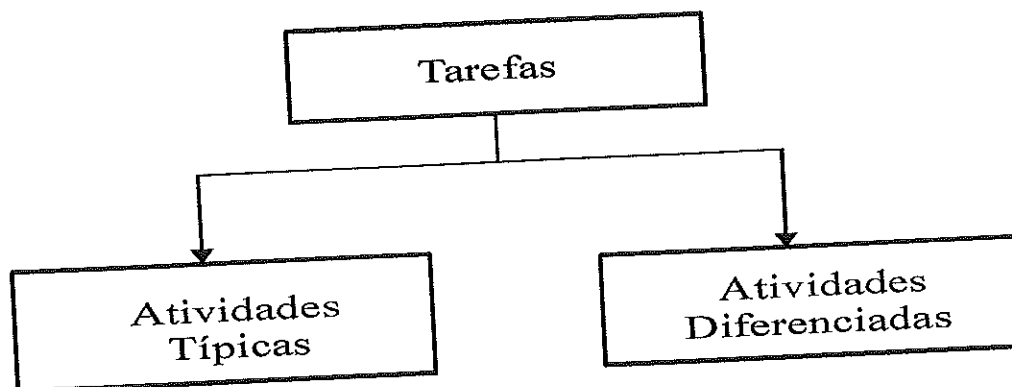 Tarefas
Atividades
Típicas
Atividades
Diferenciadas